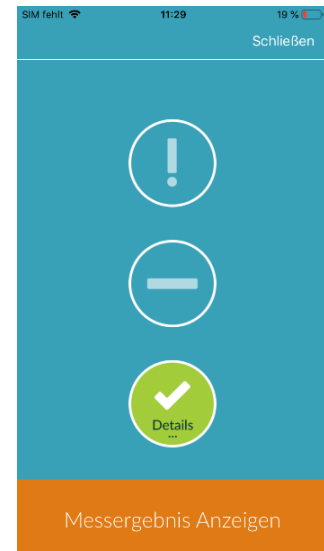 SIM fehlt 11:29 19 %
Schließen
Details
...
Messergebnis Anzeigen